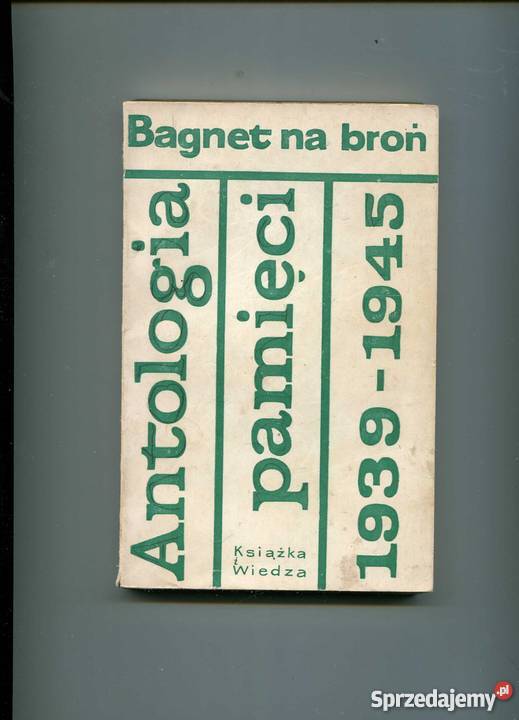 Bagnet na broń
Antologia
pamięci
1939-1945
Książka
i
Wiedza
Sprzedajemy.pl